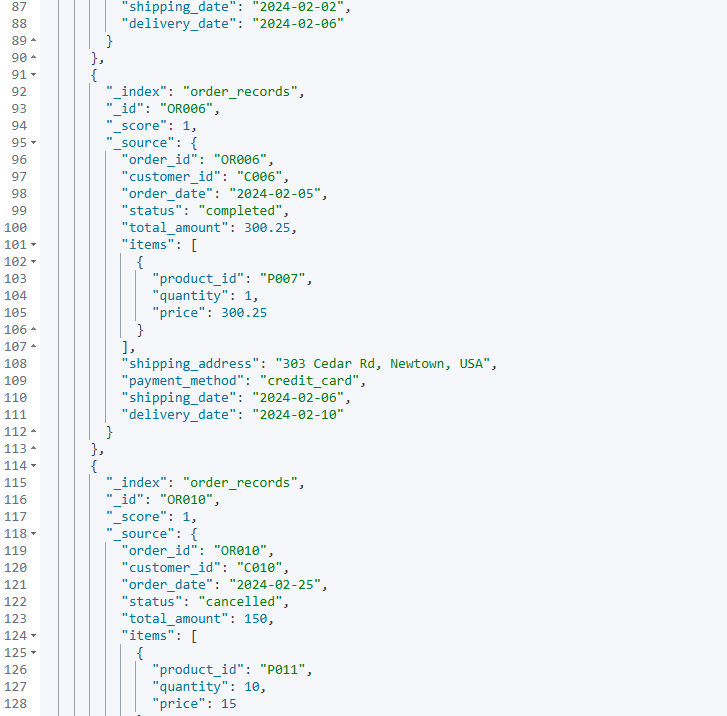 87 "shipping_date": "2024-02-02",
88 "delivery_date": "2024-02-06"
89 }
90 },
91 {
92 "_index": "order_records",
93 "_id": "OR006",
94 "_score": 1,
95 "_source": {
96 "order_id": "OR006",
97 "customer_id": "C006",
98 "order_date": "2024-02-05",
99 "status": "completed",
100 "total_amount": 300.25,
101 "items": [
102 {
103 "product_id": "P007",
104 "quantity": 1,
105 "price": 300.25
106 }
107 ],
108 "shipping_address": "303 Cedar Rd, Newtown, USA",
109 "payment_method": "credit_card",
110 "shipping_date": "2024-02-06",
111 "delivery_date": "2024-02-10"
112 }
113 },
114 {
115 "_index": "order_records",
116 "_id": "OR010",
117 "_score": 1,
118 "_source": {
119 "order_id": "OR010",
120 "customer_id": "C010",
121 "order_date": "2024-02-25",
122 "status": "cancelled",
123 "total_amount": 150,
124 "items": [
125 {
126 "product_id": "P011",
127 "quantity": 10,
128 "price": 15